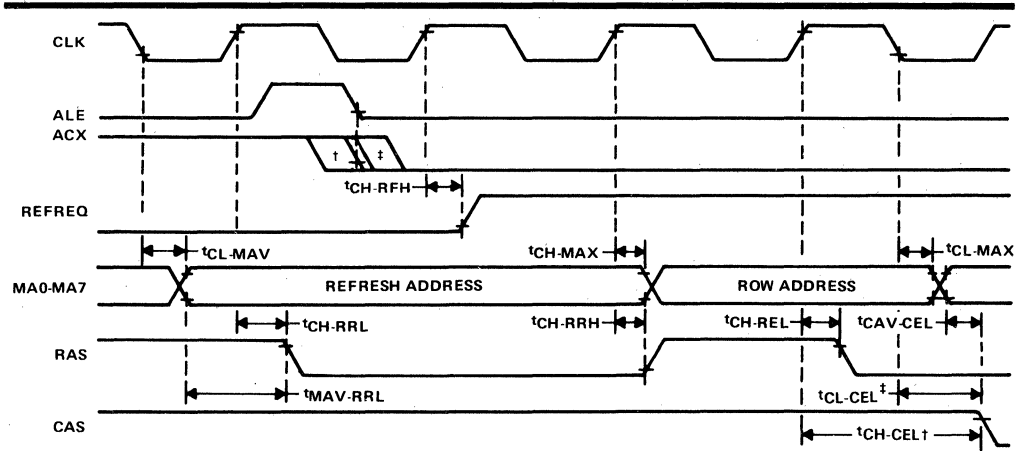 CLK
ALE
ACX
† ‡
tCH-RFH
REFREQ
tCL-MAV tCH-MAX tCL-MAX
MA0-MA7 REFRESH ADDRESS ROW ADDRESS
tCH-RRL tCH-RRH tCH-REL tCAV-CEL
RAS
tMAV-RRL tCL-CEL‡
CAS tCH-CEL†